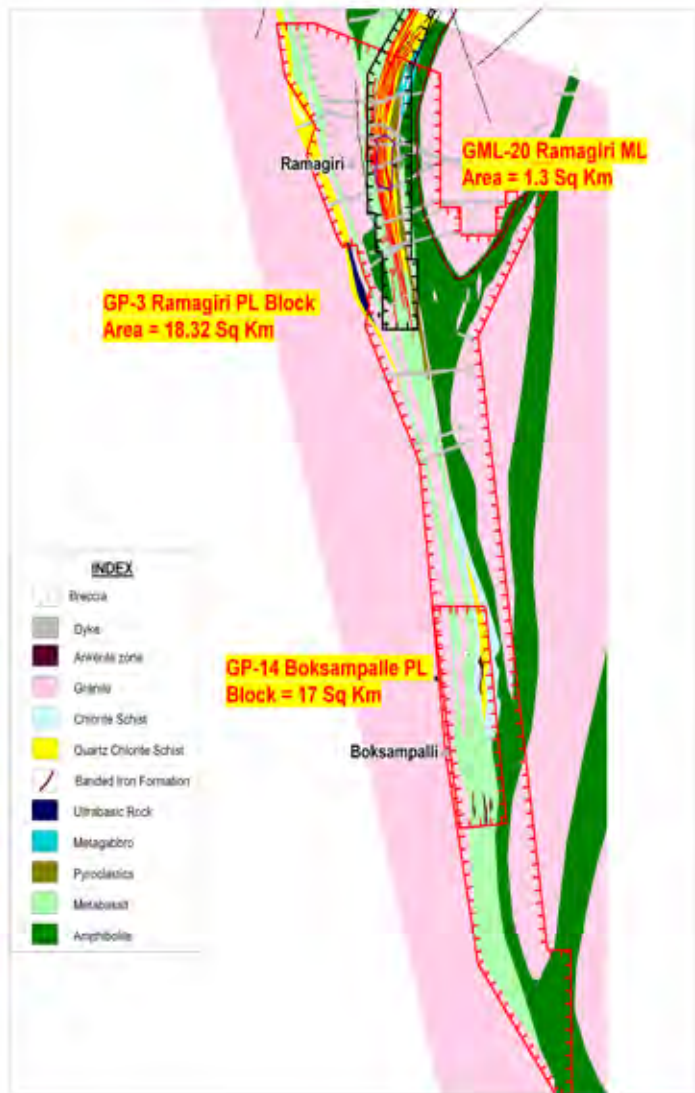 Ramagiri
GML-20 Ramagiri ML
Area = 1.3 Sq Km
GP-3 Ramagiri PL Block
Area = 18.32 Sq Km
INDEX
Breccia
Dyke
Ankerite zone
Granite
Chlorite Schist
Quartz Chlorite Schist
Banded Iron Formation
Ultrabasic Rock
Metagabbro
Pyroclastics
Metabasalt
Amphibolite
GP-14 Boksampalle PL
Block = 17 Sq Km
Boksampalli